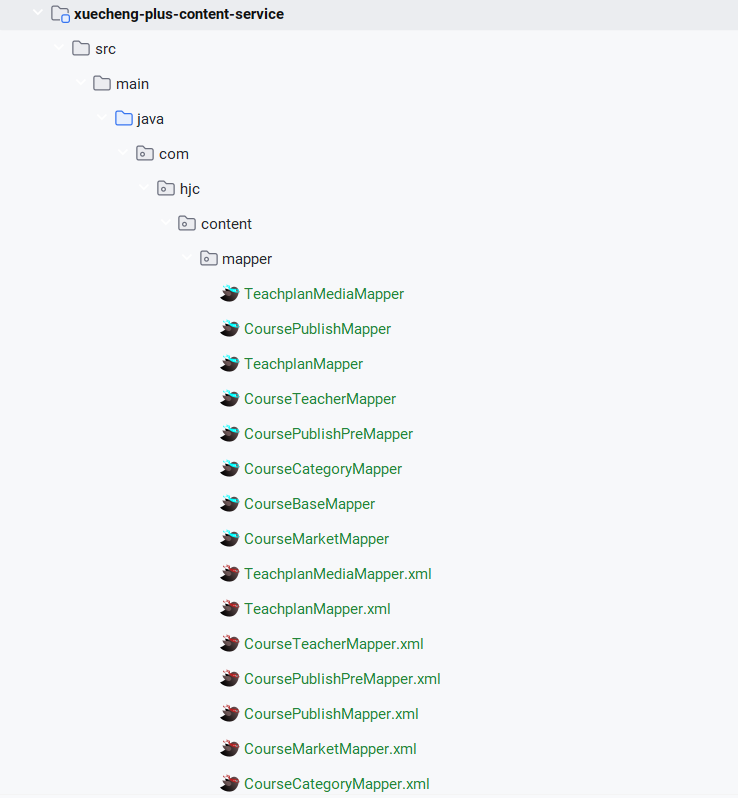 xuecheng-plus-content-service
src
main
java
com
hjc
content
mapper
TeachplanMediaMapper
CoursePublishMapper
TeachplanMapper
CourseTeacherMapper
CoursePublishPreMapper
CourseCategoryMapper
CourseBaseMapper
CourseMarketMapper
TeachplanMediaMapper.xml
TeachplanMapper.xml
CourseTeacherMapper.xml
CoursePublishPreMapper.xml
CoursePublishMapper.xml
CourseMarketMapper.xml
CourseCategoryMapper.xml